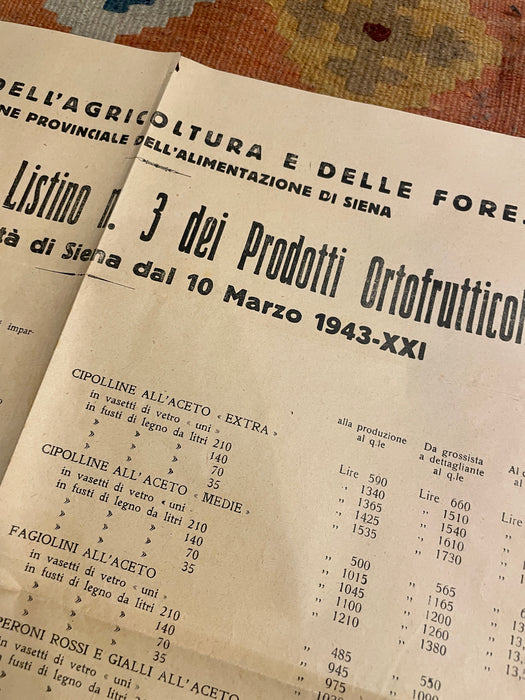 DELL'AGRICOLTURA E DELLE FORE
NE PROVINCIALE DELL'ALIMENTAZIONE DI SIENA
Listino n. 3 dei Prodotti Ortofrutticol
tà di Siena dal 10 Marzo 1943-XXI
impar-
alla produzione al q.le
Da grossista a dettagliante al q.le
CIPOLLINE ALL'ACETO « EXTRA »
in vasetti di vetro « uni » Lire 590 Lire 660 Lire
in fusti di legno da litri 210 " 1340 " 1510
» » » 140 " 1365 " 1540
» » » 70 " 1425 " 1610
» » » 35 " 1535 " 1730
CIPOLLINE ALL'ACETO « MEDIE »
in vasetti di vetro « uni » " 500 " 565
in fusti di legno da litri 210 " 1015 " 1165
» » » 140 " 1045 " 1200
» » » 70 " 1100 " 1260
» » » 35 " 1210 " 1380
FAGIOLINI ALL'ACETO
in vasetti di vetro « uni » " 485 " 550
in fusti di legno da litri 210 " 945
» » » 140 " 975
» » » 70
» » » 35
PERONI ROSSI E GIALLI ALL'ACETO
in vasetti di vetro « uni »
in fusti di legno da litri 210